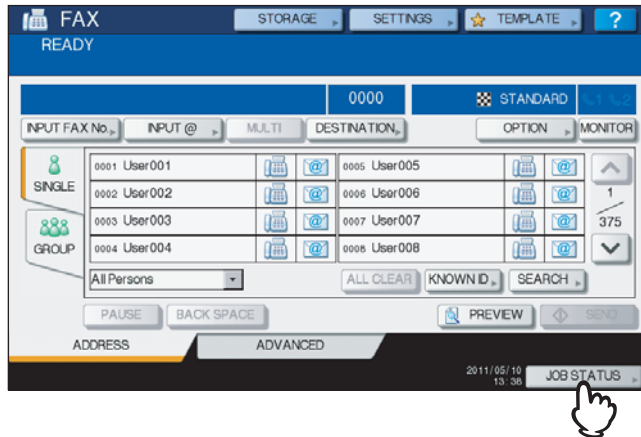 FAX STORAGE SETTINGS TEMPLATE ?
READY
0000 STANDARD 1 2
INPUT FAX No. INPUT @ MULTI DESTINATION OPTION MONITOR
SINGLE
GROUP
0001 User001 0005 User005
0002 User002 0006 User006
0003 User003 0007 User007
0004 User004 0008 User008
1
375
All Persons ALL CLEAR KNOWN ID SEARCH
PAUSE BACK SPACE PREVIEW SEND
ADDRESS ADVANCED
2011/05/10
13:38
JOB STATUS